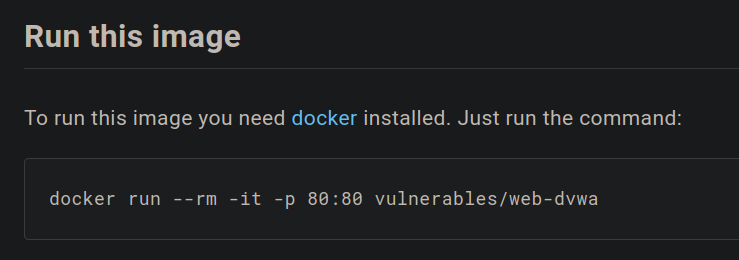 Run this image
To run this image you need docker installed. Just run the command:
docker run --rm -it -p 80:80 vulnerables/web-dvwa